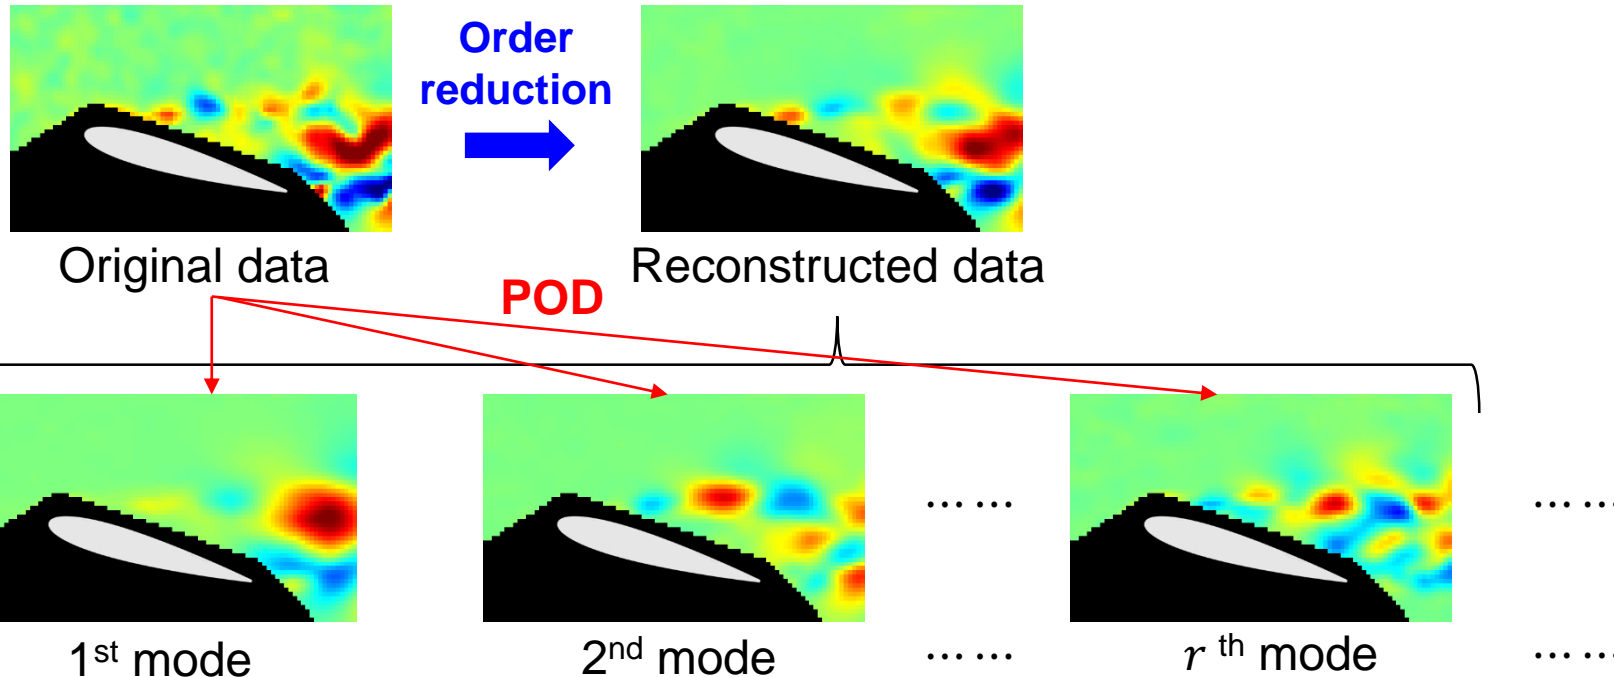 Order
reduction
Original data
Reconstructed data
POD
……
……
1st mode
2nd mode
……
r th mode
……